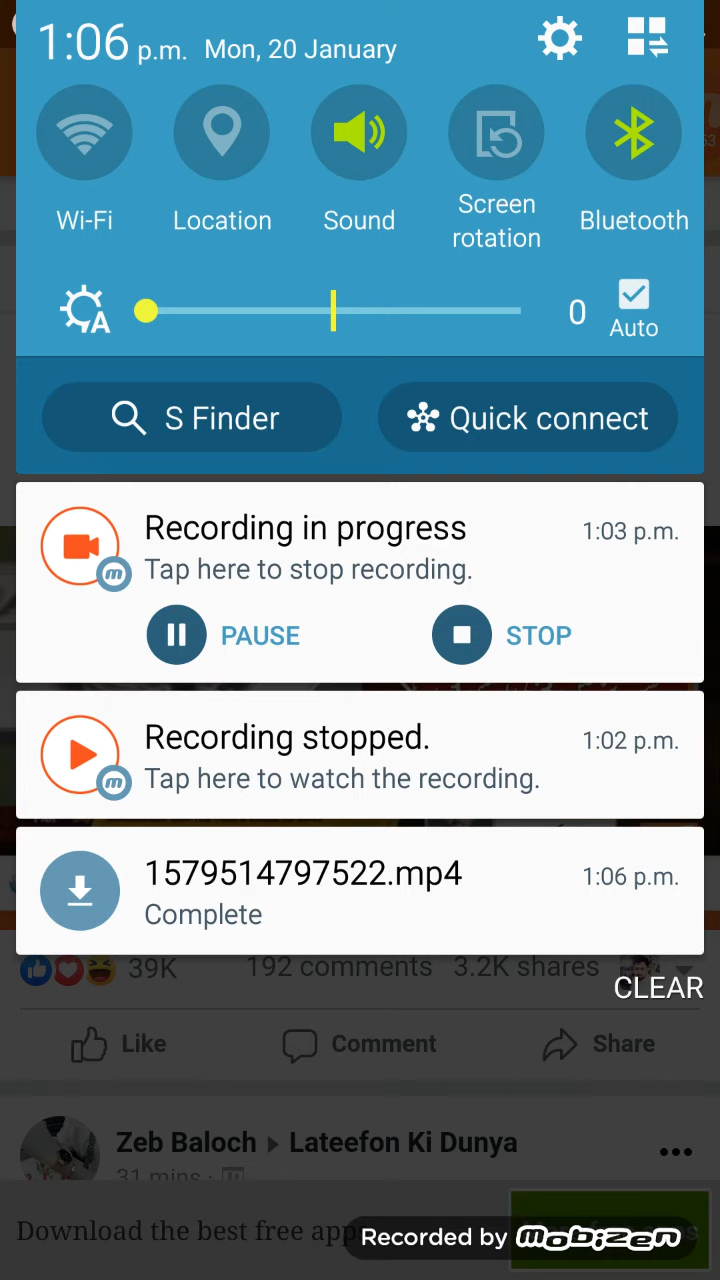 1:06 p.m. Mon, 20 January
Wi-Fi
Location
Sound
Screen
rotation
Bluetooth
A
0
Auto
S Finder
Quick connect
Recording in progress 1:03 p.m.
Tap here to stop recording.
PAUSE STOP
Recording stopped. 1:02 p.m.
Tap here to watch the recording.
1579514797522.mp4 1:06 p.m.
Complete
39K 192 comments 3.2K shares
CLEAR
Like Comment Share
Zeb Baloch ▸ Lateefon Ki Dunya
31 mins ·
Download the best free app
Recorded by mobizen